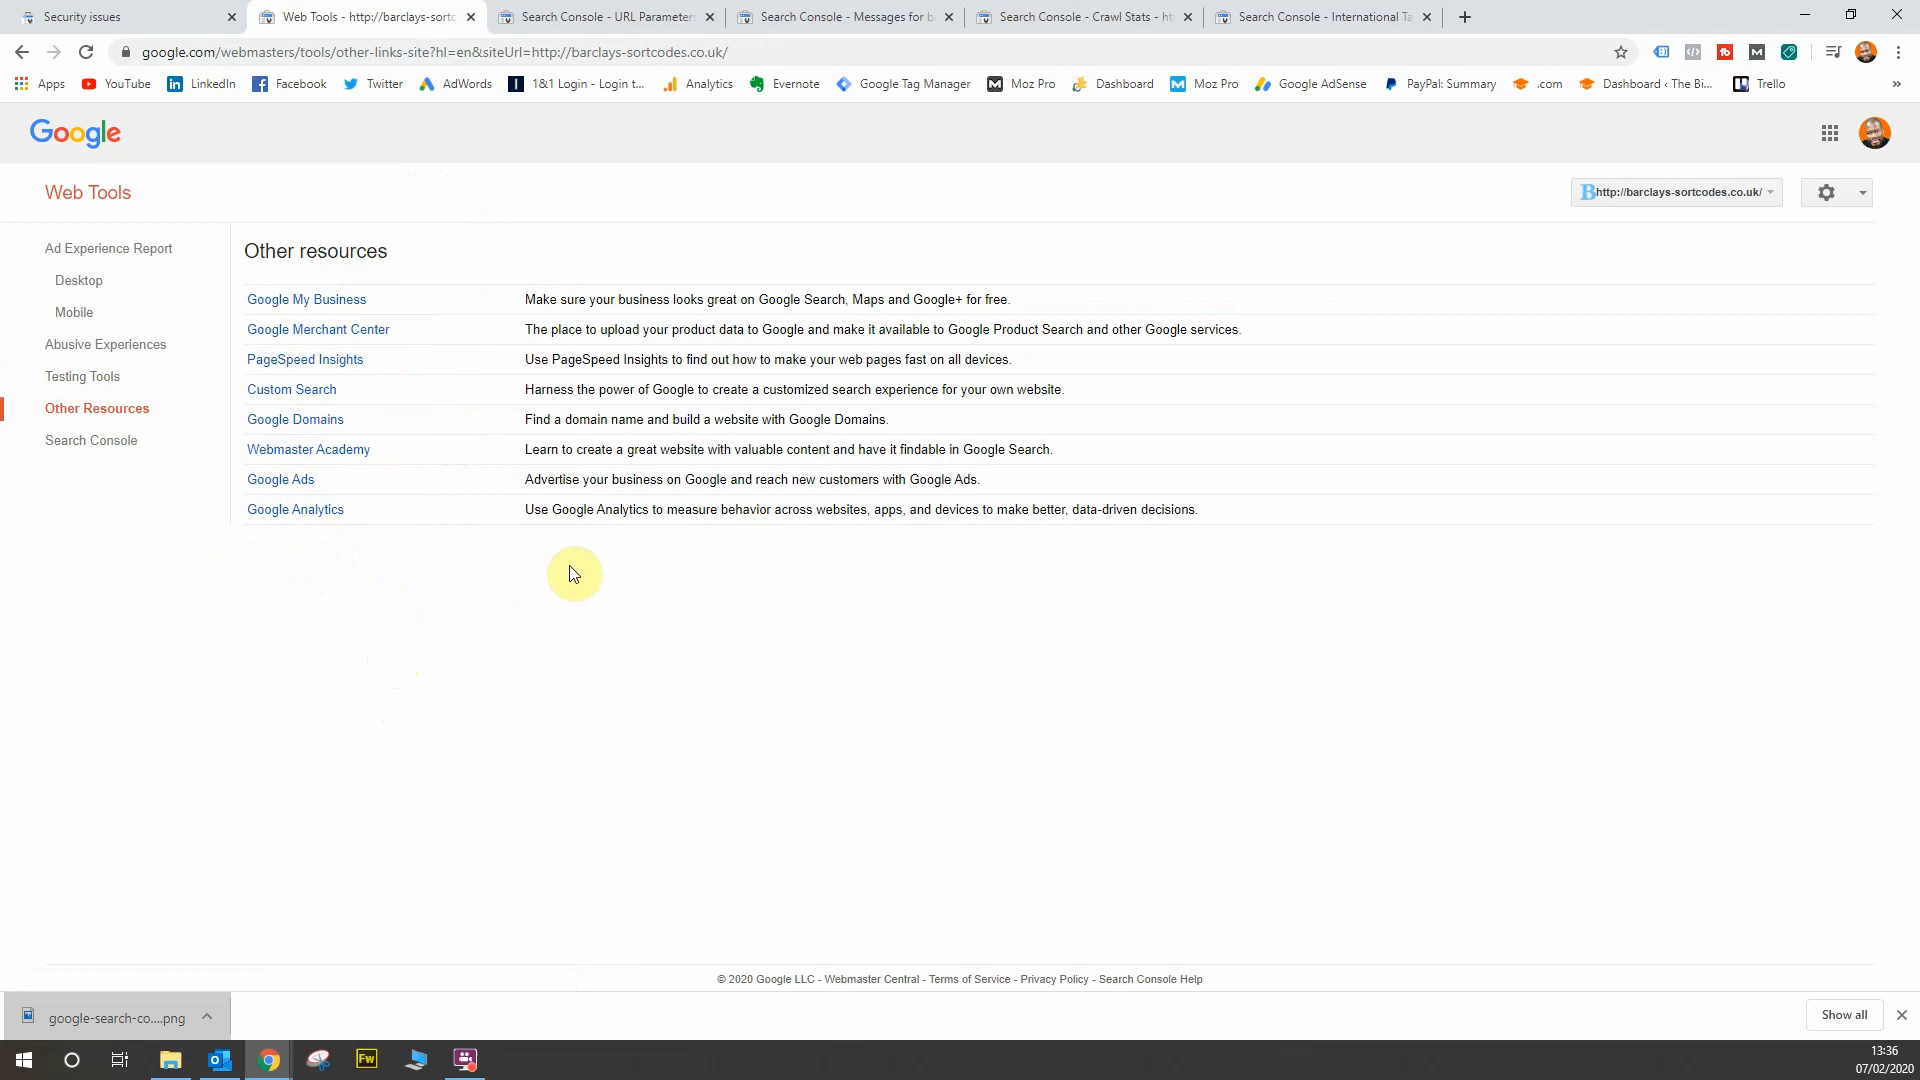 Security issues
Web Tools - http://barclays-sortc
Search Console - URL Parameters
Search Console - Messages for b
Search Console - Crawl Stats - ht
Search Console - International Ta
google.com/webmasters/tools/other-links-site?hl=en&siteUrl=http://barclays-sortcodes.co.uk/
Apps YouTube LinkedIn Facebook Twitter AdWords 1&1 Login - Login t... Analytics Evernote Google Tag Manager Moz Pro Dashboard Moz Pro Google AdSense PayPal: Summary .com Dashboard ‹ The Bi... Trello »
Google
Web Tools
http://barclays-sortcodes.co.uk/
Ad Experience Report
Desktop
Mobile
Abusive Experiences
Testing Tools
Other Resources
Search Console
Other resources
Google My Business Make sure your business looks great on Google Search, Maps and Google+ for free.
Google Merchant Center The place to upload your product data to Google and make it available to Google Product Search and other Google services.
PageSpeed Insights Use PageSpeed Insights to find out how to make your web pages fast on all devices.
Custom Search Harness the power of Google to create a customized search experience for your own website.
Google Domains Find a domain name and build a website with Google Domains.
Webmaster Academy Learn to create a great website with valuable content and have it findable in Google Search.
Google Ads Advertise your business on Google and reach new customers with Google Ads.
Google Analytics Use Google Analytics to measure behavior across websites, apps, and devices to make better, data-driven decisions.
© 2020 Google LLC - Webmaster Central - Terms of Service - Privacy Policy - Search Console Help
google-search-co....png
Show all
Fw
13:36
07/02/2020